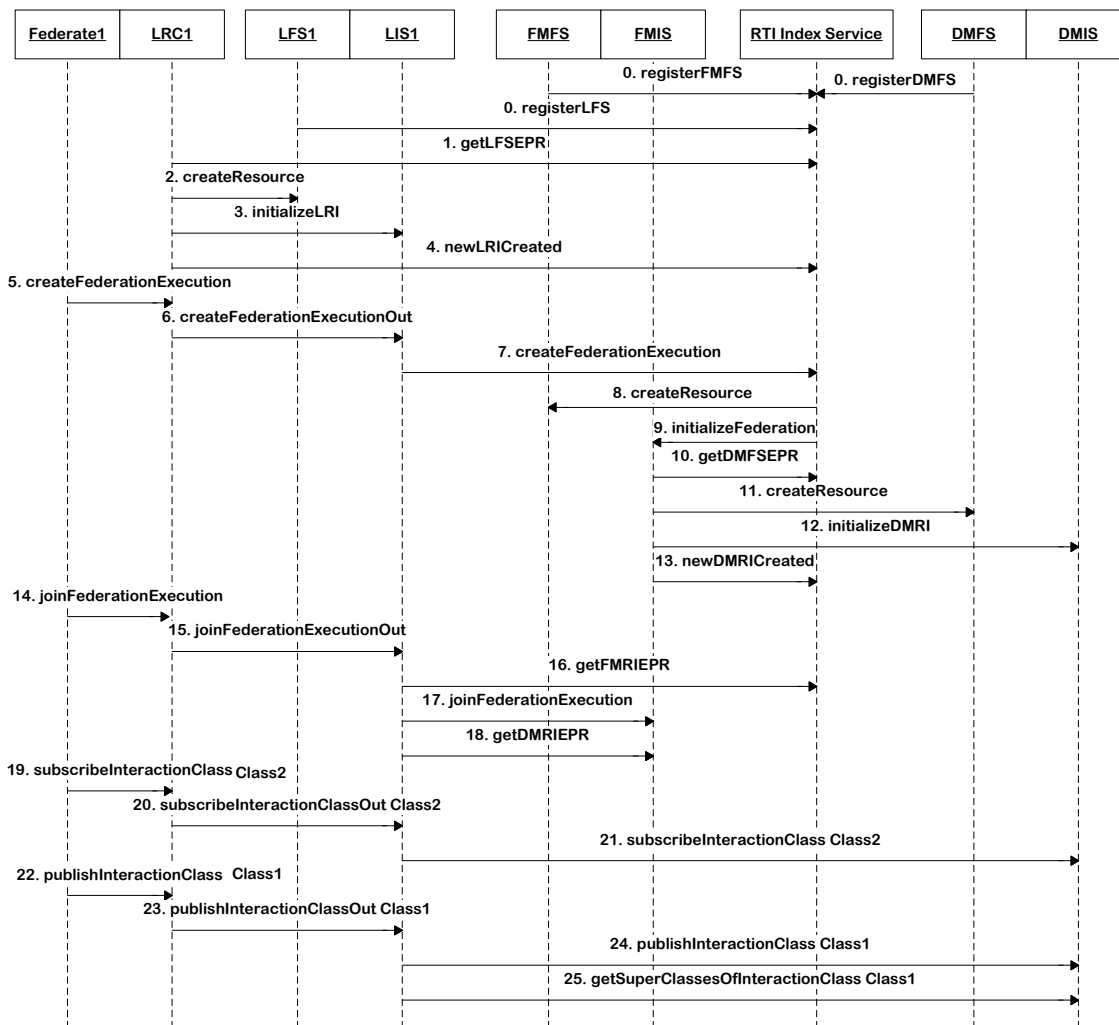 Federate1 LRC1 LFS1 LIS1 FMFS FMIS RTI Index Service DMFS DMIS
0. registerFMFS 0. registerDMFS
0. registerLFS
1. getLFSEPR
2. createResource
3. initializeLRI
4. newLRICreated
5. createFederationExecution
6. createFederationExecutionOut
7. createFederationExecution
8. createResource
9. initializeFederation
10. getDMFSEPR
11. createResource
12. initializeDMRI
13. newDMRICreated
14. joinFederationExecution
15. joinFederationExecutionOut
16. getFMRIEPR
17. joinFederationExecution
18. getDMRIEPR
19. subscribeInteractionClass Class2
20. subscribeInteractionClassOut Class2
21. subscribeInteractionClass Class2
22. publishInteractionClass Class1
23. publishInteractionClassOut Class1
24. publishInteractionClass Class1
25. getSuperClassesOfInteractionClass Class1